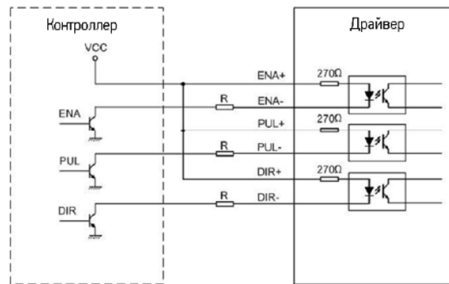 Контроллер
Драйвер
VCC
ENA+
270Ω
ENA
R
ENA-
PUL+
270Ω
PUL
R
PUL-
DIR+
270Ω
DIR
R
DIR-